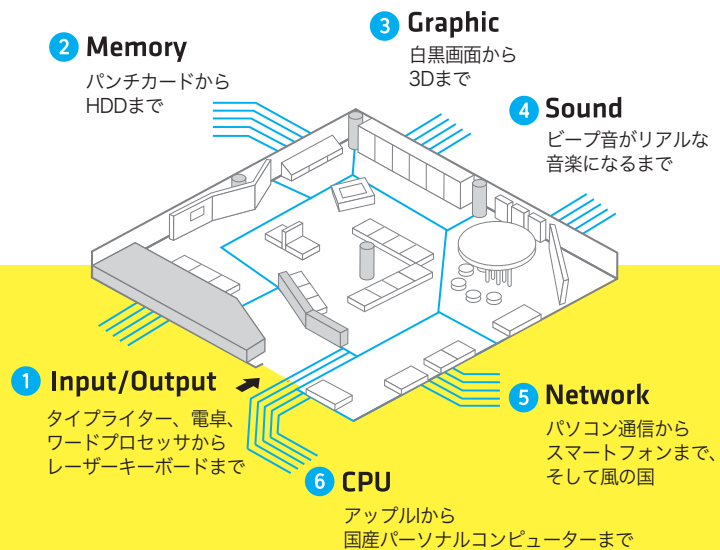 1 Input/Output
タイプライター、電卓、
ワードプロセッサから
レーザーキーボードまで
2 Memory
パンチカードから
HDDまで
3 Graphic
白黒画面から
3Dまで
4 Sound
ビープ音がリアルな
音楽になるまで
5 Network
パソコン通信から
スマートフォンまで、
そして風の国
6 CPU
アップルIから
国産パーソナルコンピューターまで